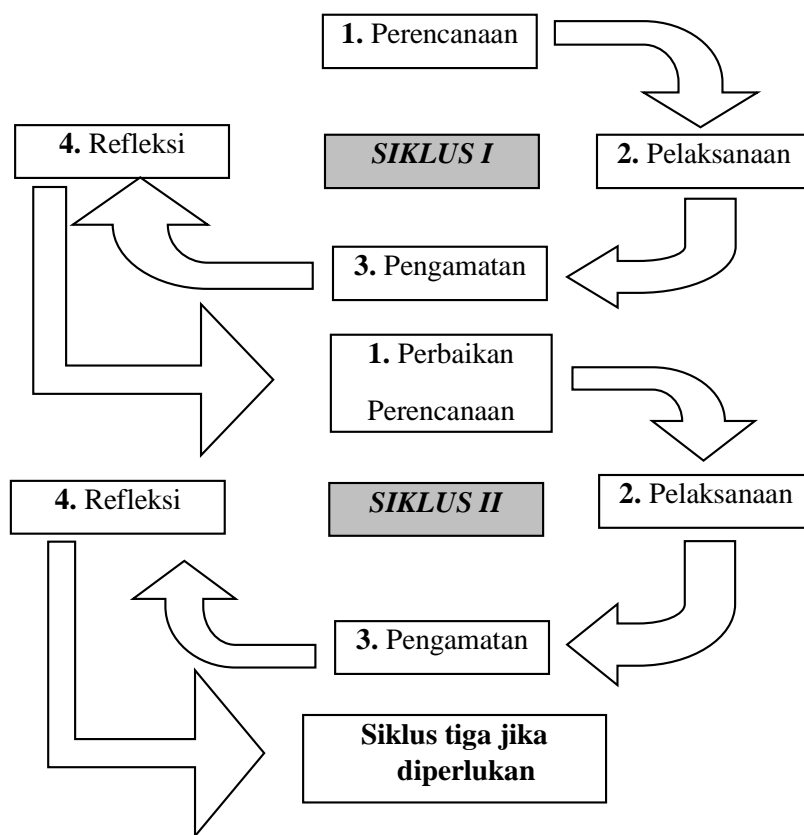 1. Perencanaan
4. Refleksi
SIKLUS I
2. Pelaksanaan
3. Pengamatan
1. Perbaikan
Perencanaan
4. Refleksi
SIKLUS II
2. Pelaksanaan
3. Pengamatan
Siklus tiga jika
diperlukan